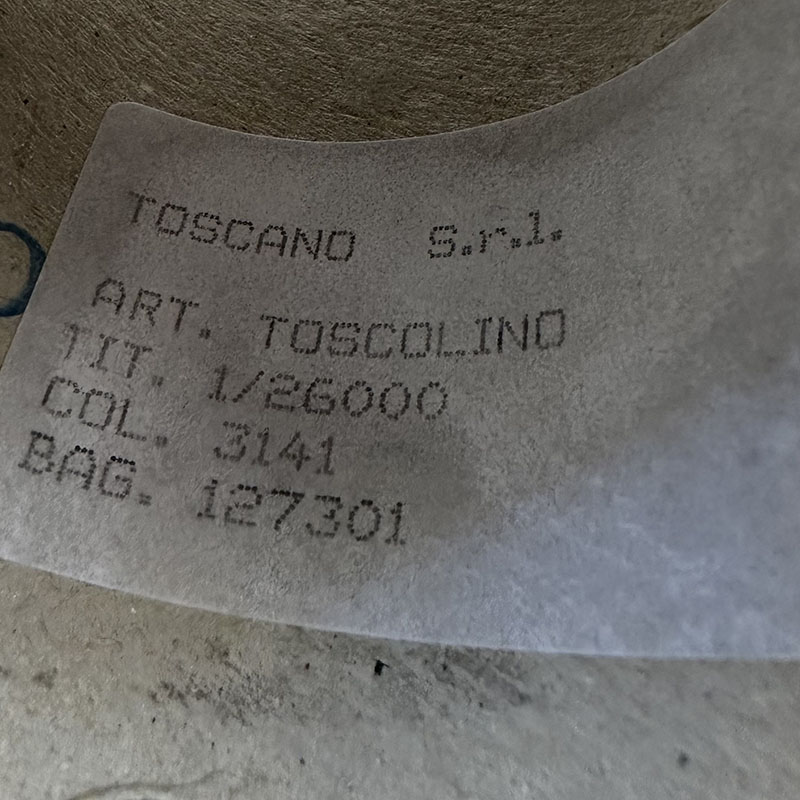 TOSCANO S.r.l.
ART. TOSCOLINO
TIT. 1/26000
COL. 3141
BAG. 127301